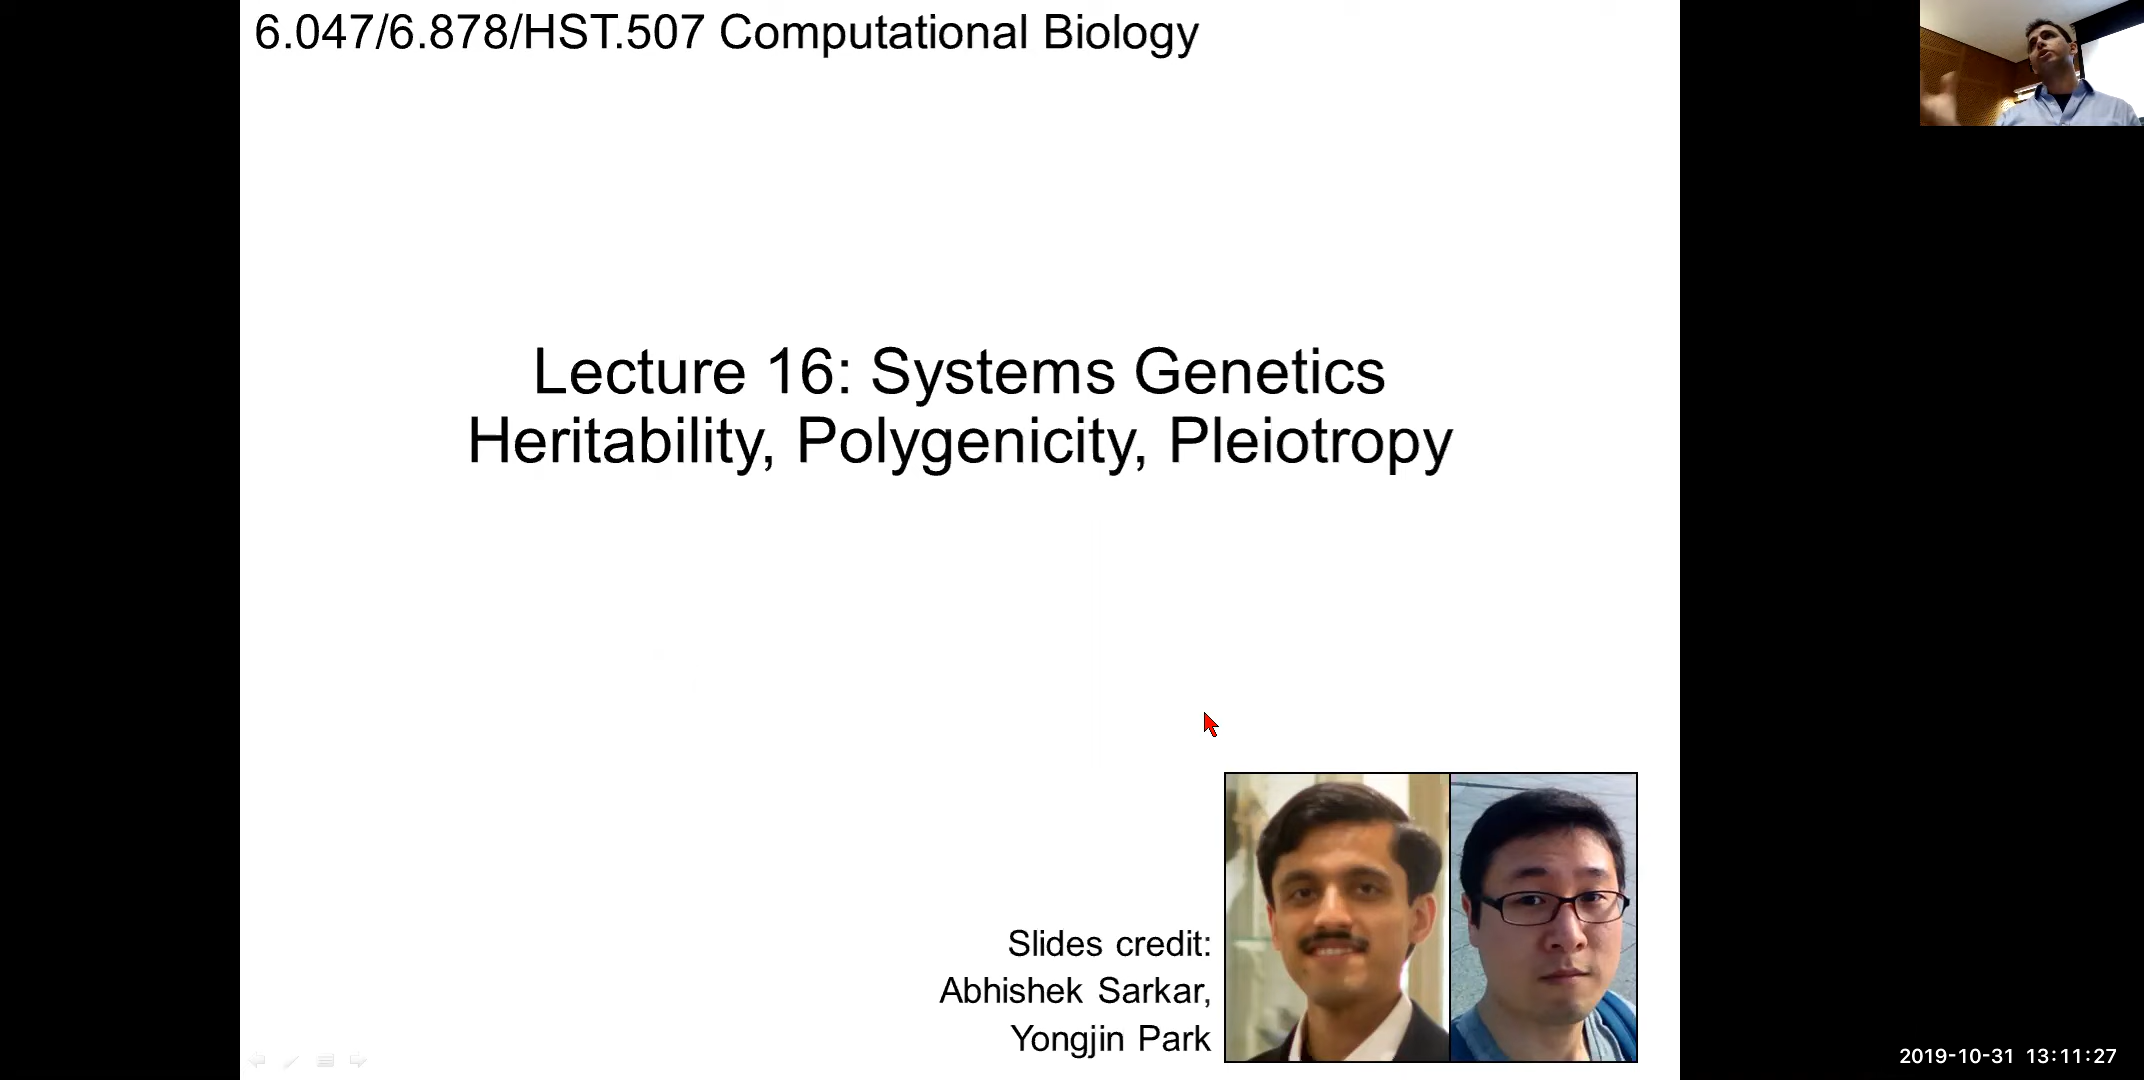 6.047/6.878/HST.507 Computational Biology
Lecture 16: Systems Genetics
Heritability, Polygenicity, Pleiotropy
Slides credit:
Abhishek Sarkar,
Yongjin Park
2019-10-31 13:11:27